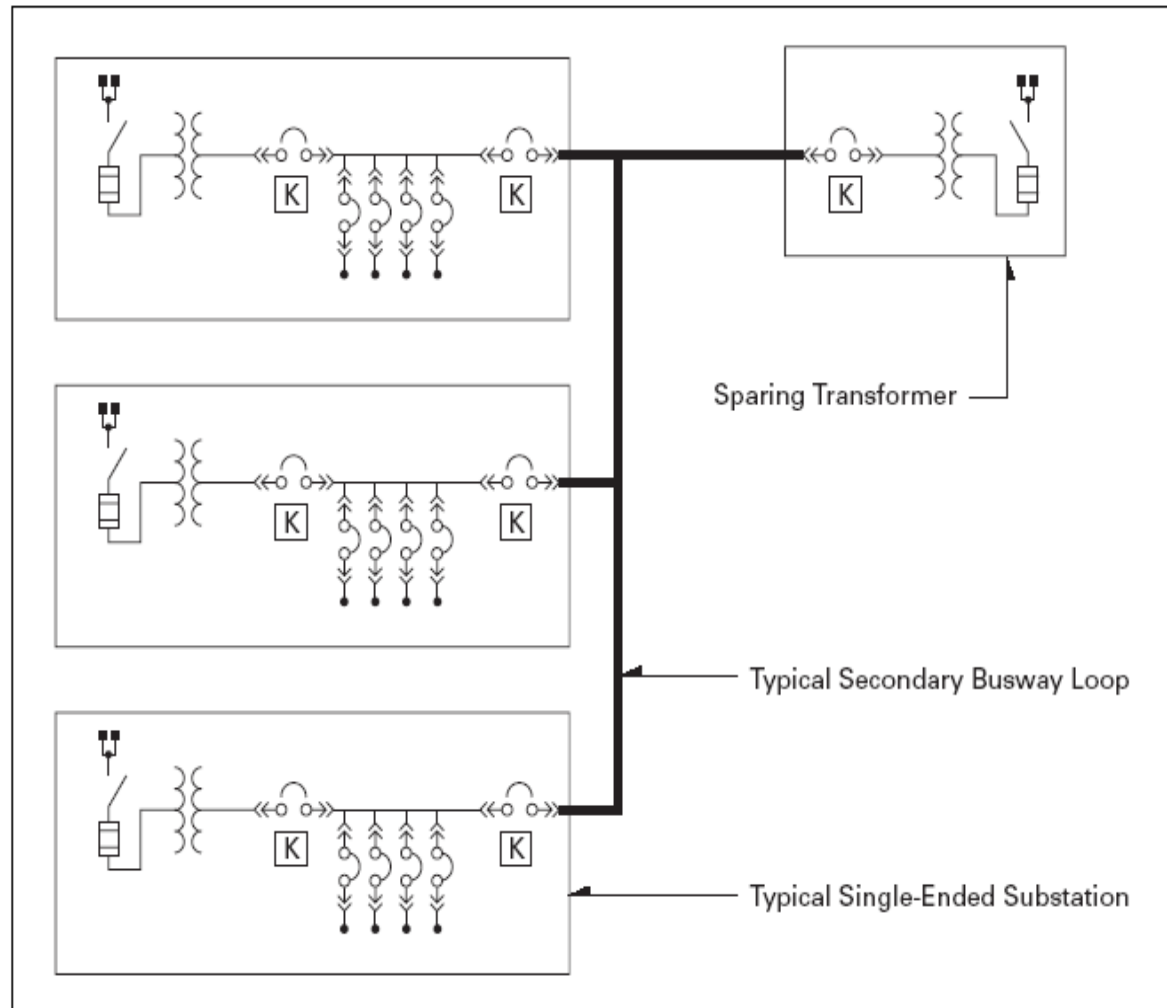 K
K
K
Sparing Transformer
K
K
Typical Secondary Busway Loop
K
K
Typical Single-Ended Substation